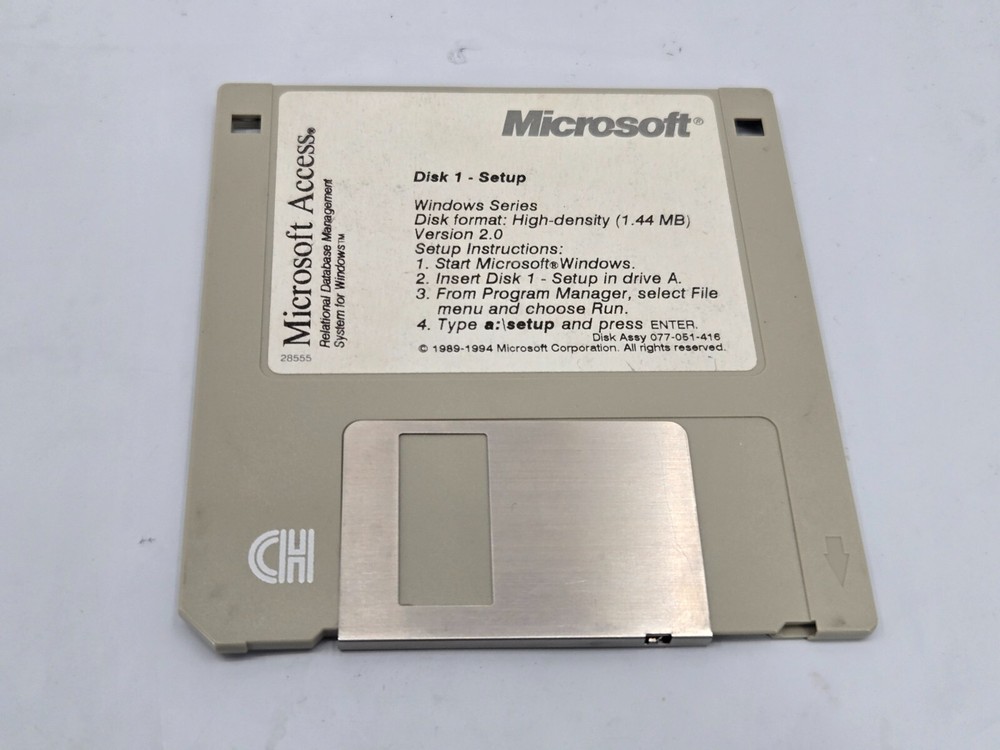 Microsoft®
Microsoft Access®
Relational Database Management
System for Windows™
28555
Disk 1 - Setup
Windows Series
Disk format: High-density (1.44 MB)
Version 2.0
Setup Instructions:
1. Start Microsoft® Windows.
2. Insert Disk 1 - Setup in drive A.
3. From Program Manager, select File
menu and choose Run.
4. Type a:\setup and press ENTER.
Disk Assy 077-051-416
© 1989-1994 Microsoft Corporation. All rights reserved.
CH